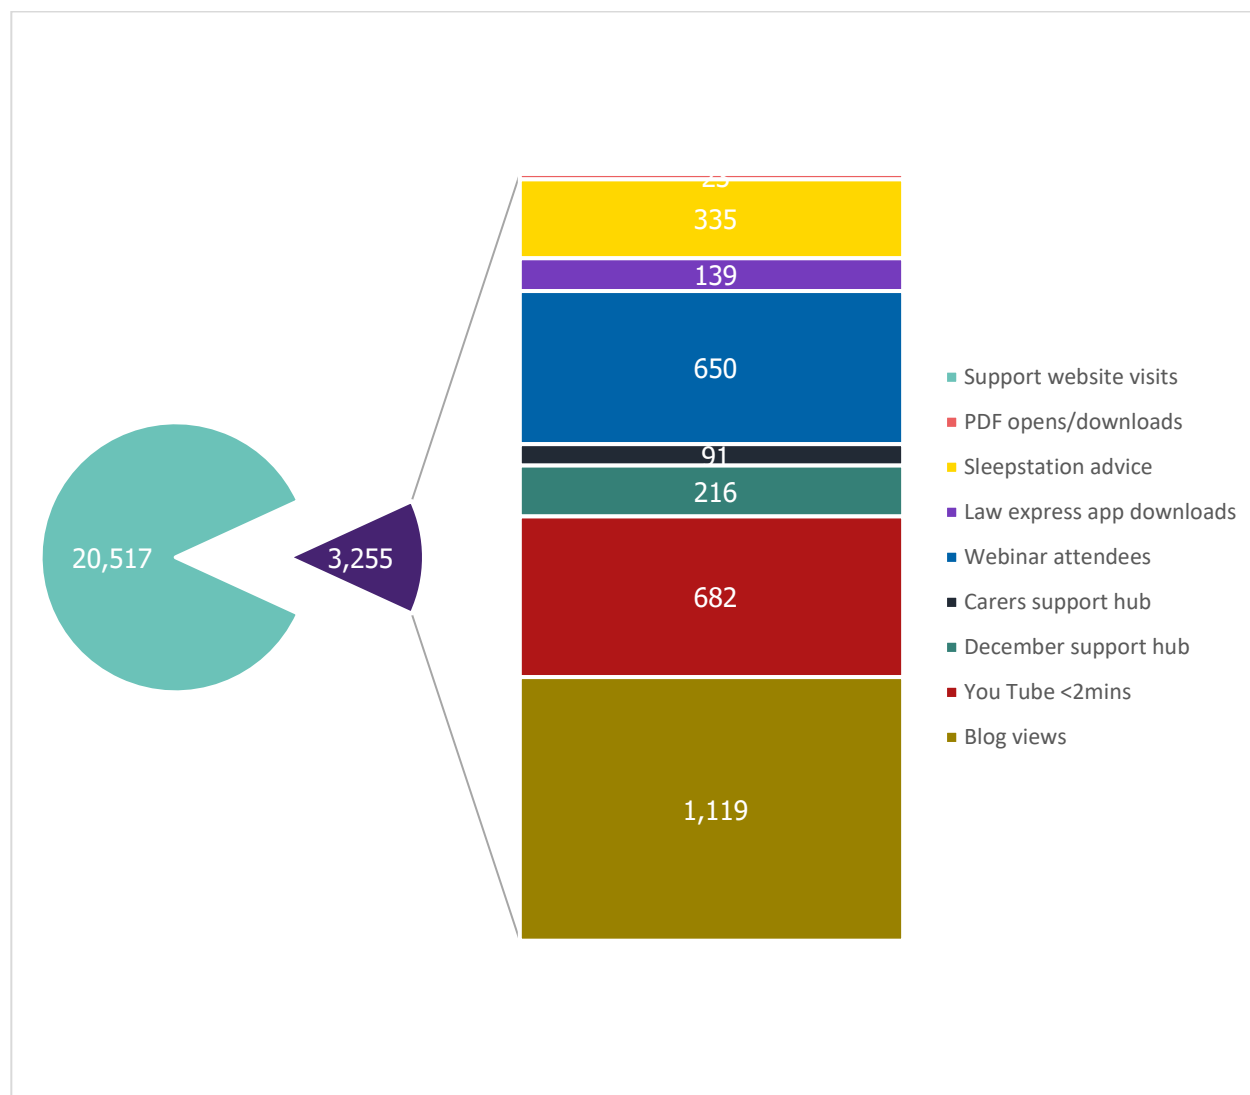 20,517
3,255
23
335
139
650
91
216
682
1,119
Support website visits
PDF opens/downloads
Sleepstation advice
Law express app downloads
Webinar attendees
Carers support hub
December support hub
You Tube <2mins
Blog views